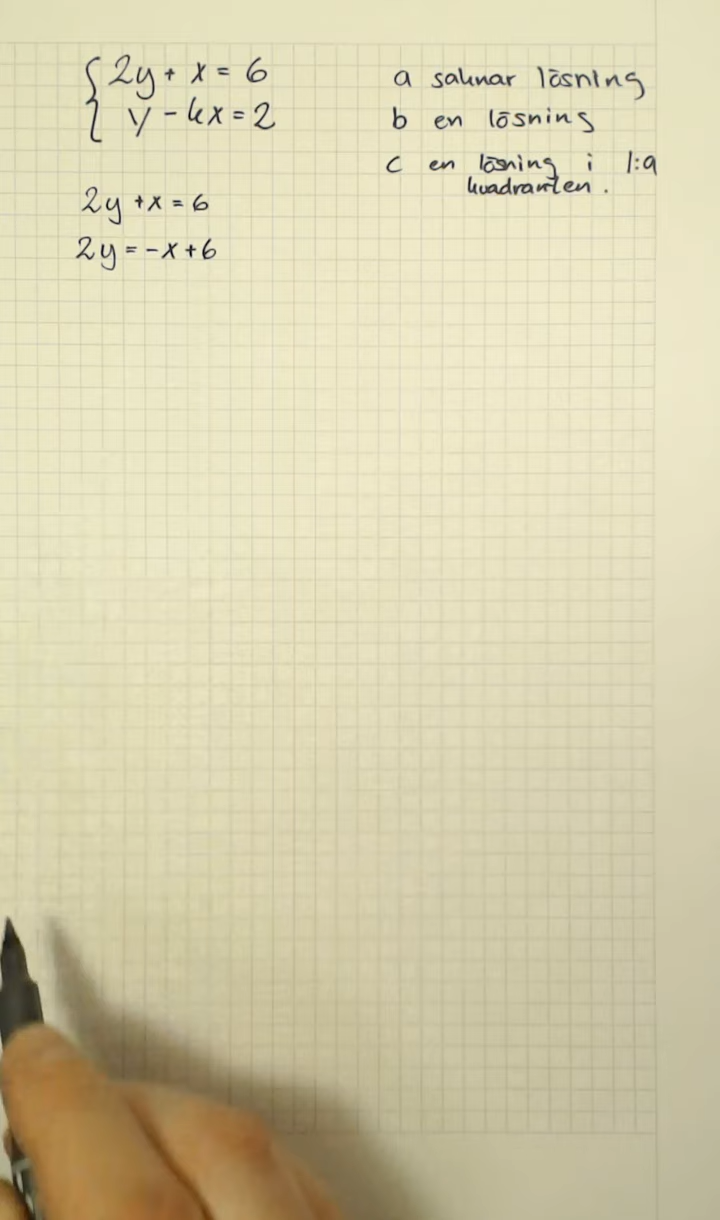 2y + x = 6
y - kx = 2
a saknar lösning
b en lösning
c en lösning i 1:a
kvadranten.
2y + x = 6
2y = -x + 6